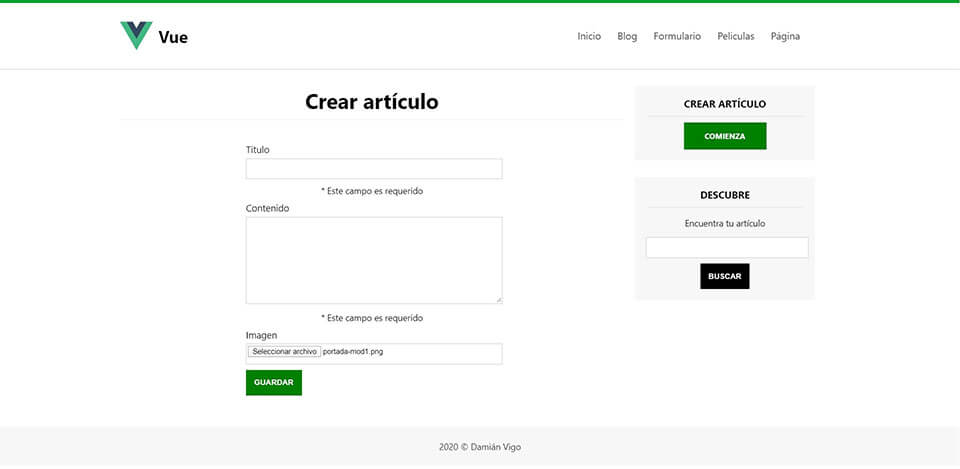 Vue
Inicio Blog Formulario Peliculas Página
Crear artículo
Titulo
* Este campo es requerido
Contenido
* Este campo es requerido
Imagen
Seleccionar archivo portada-mod1.png
GUARDAR
CREAR ARTÍCULO
COMIENZA
DESCUBRE
Encuentra tu artículo
BUSCAR
2020 © Damián Vigo